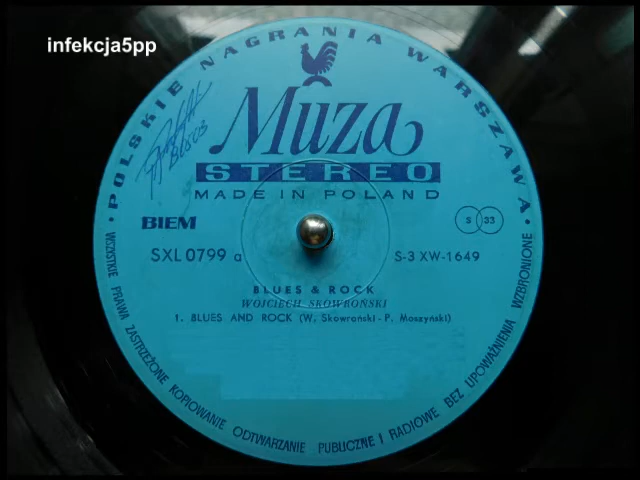 infekcja5pp
• POLSKIE NAGRANIA WARSZAWA •
Muza
STEREO
MADE IN POLAND
BIEM
S 33
SXL 0799 a
S-3 XW-1649
BLUES & ROCK
WOJCIECH SKOWROŃSKI
1. BLUES AND ROCK (W. Skowroński - P. Moszyński)
WSZYSTKIE PRAWA ZASTRZEŻONE KOPIOWANIE ODTWARZANIE PUBLICZNE I RADIOWE BEZ UPOWAŻNIENIA WZBRONIONE